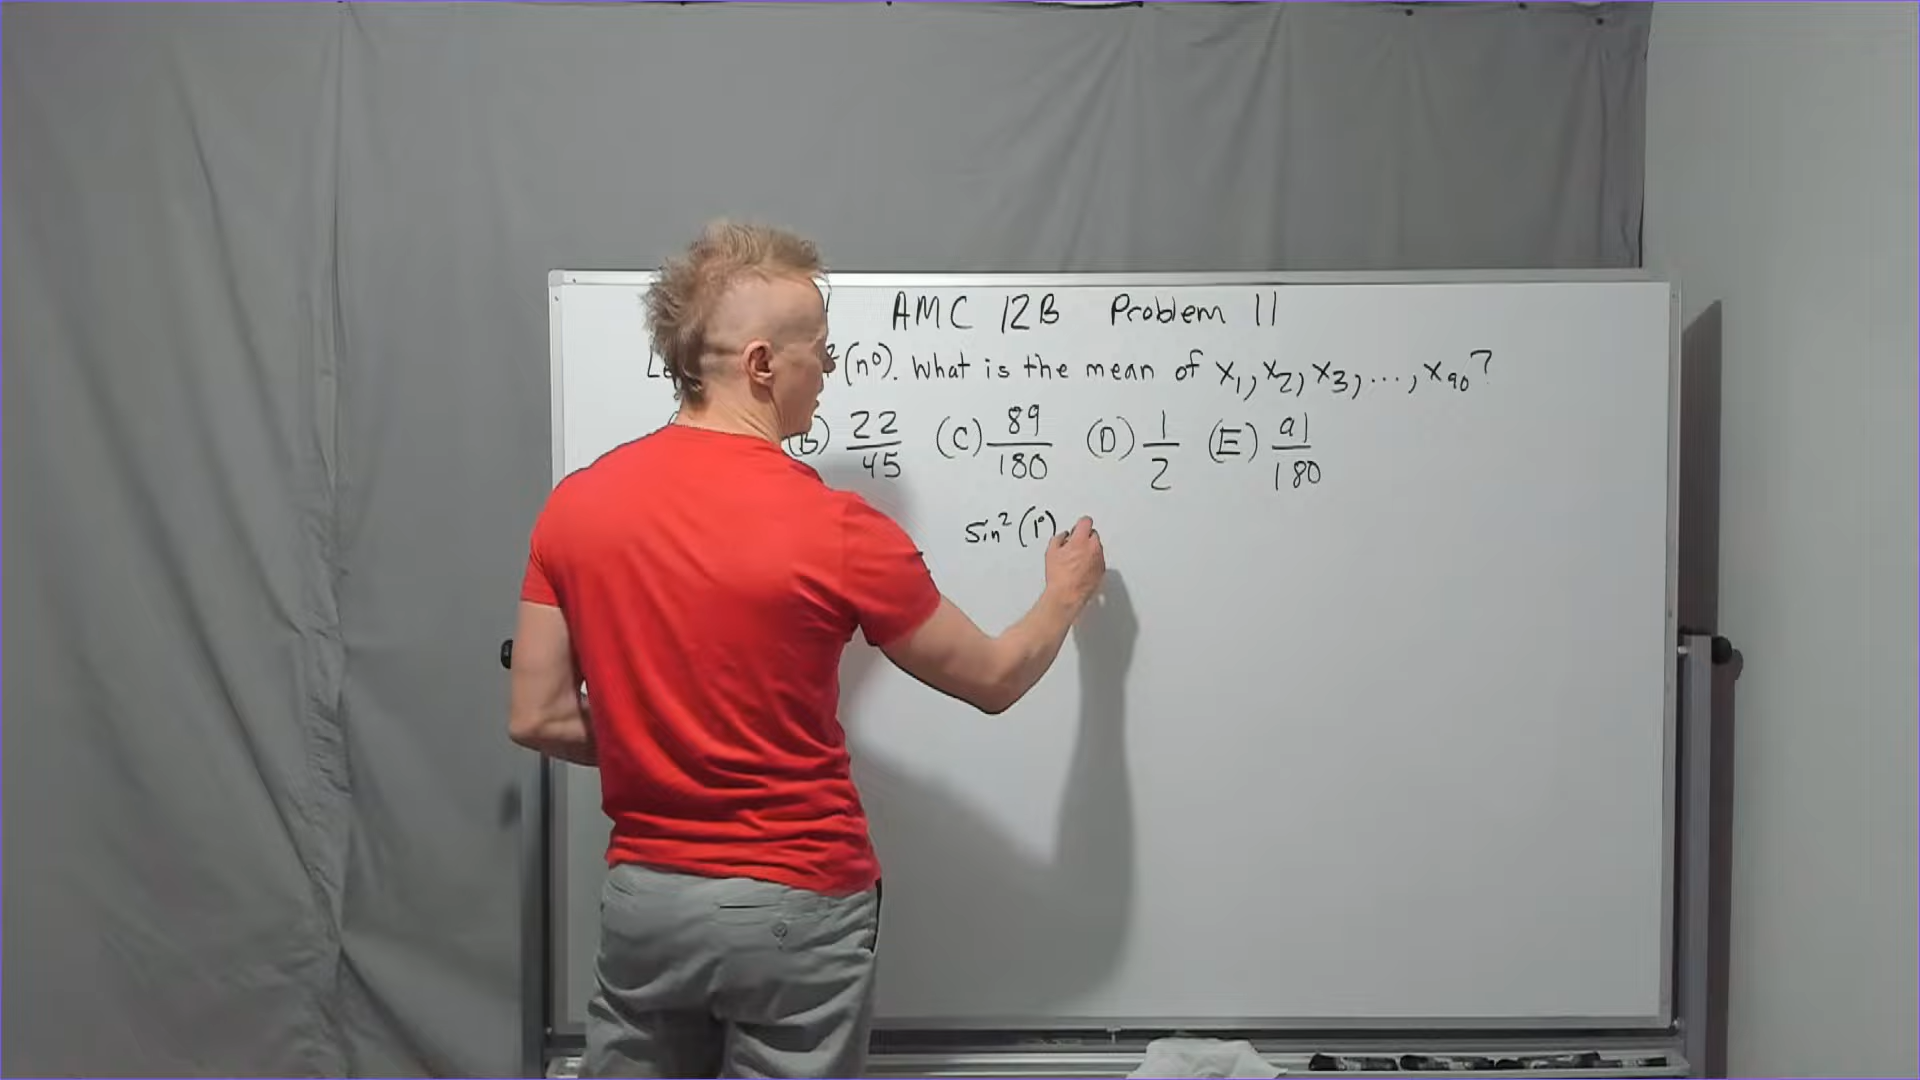 AMC 12B Problem 11
(n°). What is the mean of x₁, x₂, x₃, ..., x₉₀?
(B) 22/45 (C) 89/180 (D) 1/2 (E) 91/180
sin² (1°)